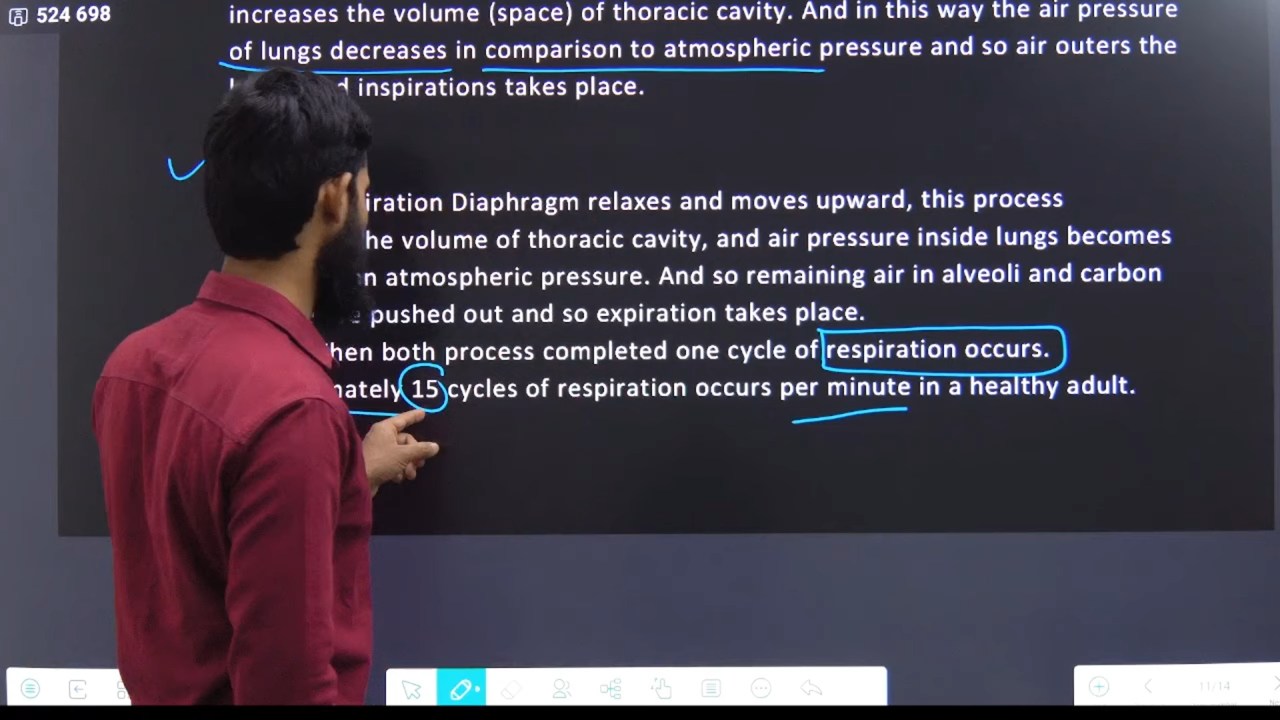 524 698
increases the volume (space) of thoracic cavity. And in this way the air pressure
of lungs decreases in comparison to atmospheric pressure and so air outers the
inspirations takes place.
iration Diaphragm relaxes and moves upward, this process
he volume of thoracic cavity, and air pressure inside lungs becomes
n atmospheric pressure. And so remaining air in alveoli and carbon
pushed out and so expiration takes place.
hen both process completed one cycle of respiration occurs.
mately 15 cycles of respiration occurs per minute in a healthy adult.
11/14